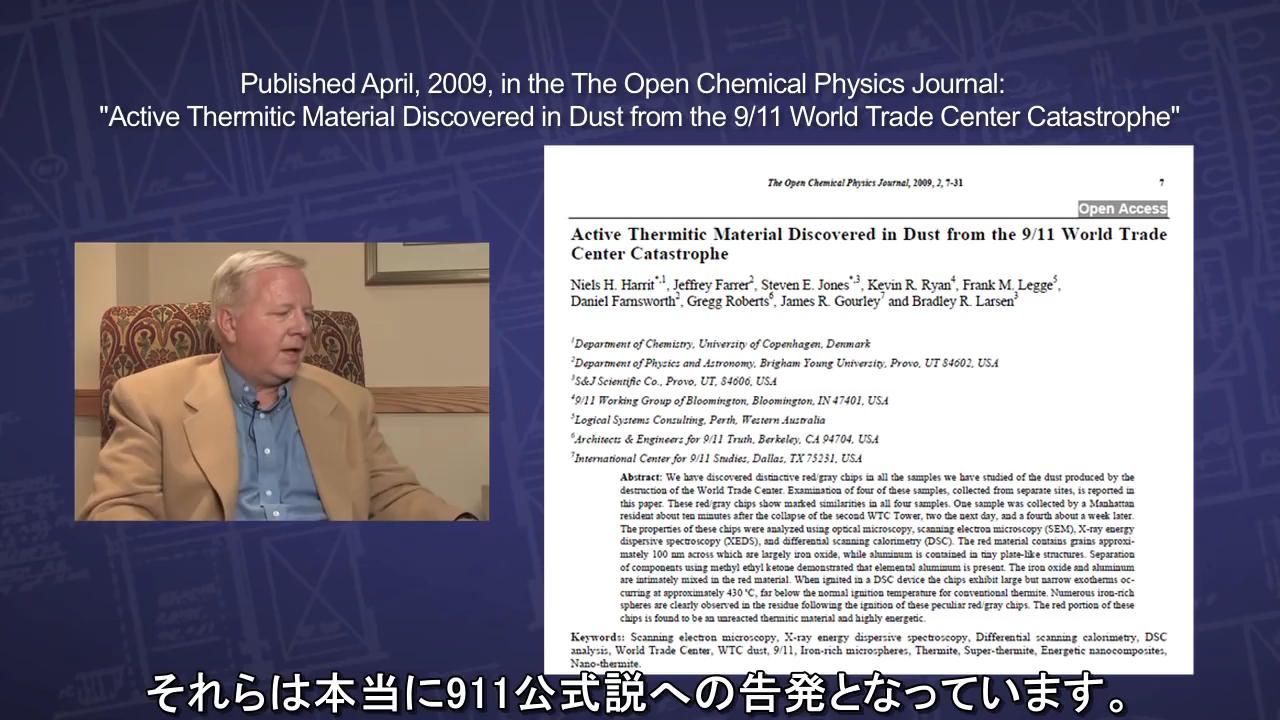 Published April, 2009, in the The Open Chemical Physics Journal:
"Active Thermitic Material Discovered in Dust from the 9/11 World Trade Center Catastrophe"
The Open Chemical Physics Journal, 2009, 2, 7-31
7
Open Access
Active Thermitic Material Discovered in Dust from the 9/11 World Trade
Center Catastrophe
Niels H. Harrit*,1, Jeffrey Farrer2, Steven E. Jones*,3, Kevin R. Ryan4, Frank M. Legge5,
Daniel Farnsworth2, Gregg Roberts6, James R. Gourley7 and Bradley R. Larsen3
1Department of Chemistry, University of Copenhagen, Denmark
2Department of Physics and Astronomy, Brigham Young University, Provo, UT 84602, USA
3S&J Scientific Co., Provo, UT, 84606, USA
49/11 Working Group of Bloomington, Bloomington, IN 47401, USA
5Logical Systems Consulting, Perth, Western Australia
6Architects & Engineers for 9/11 Truth, Berkeley, CA 94704, USA
7International Center for 9/11 Studies, Dallas, TX 75231, USA
Abstract: We have discovered distinctive red/gray chips in all the samples we have studied of the dust produced by the
destruction of the World Trade Center. Examination of four of these samples, collected from separate sites, is reported in
this paper. These red/gray chips show marked similarities in all four samples. One sample was collected by a Manhattan
resident about ten minutes after the collapse of the second WTC Tower, two the next day, and a fourth about a week later.
The properties of these chips were analyzed using optical microscopy, scanning electron microscopy (SEM), X-ray energy
dispersive spectroscopy (XEDS), and differential scanning calorimetry (DSC). The red material contains grains approxi-
mately 100 nm across which are largely iron oxide, while aluminum is contained in tiny plate-like structures. Separation
of components using methyl ethyl ketone demonstrated that elemental aluminum is present. The iron oxide and aluminum
are intimately mixed in the red material. When ignited in a DSC device the chips exhibit large but narrow exotherms oc-
curring at approximately 430 °C, far below the normal ignition temperature for conventional thermite. Numerous iron-rich
spheres are clearly observed in the residue following the ignition of these peculiar red/gray chips. The red portion of these
chips is found to be an unreacted thermitic material and highly energetic.
Keywords: Scanning electron microscopy, X-ray energy dispersive spectroscopy, Differential scanning calorimetry, DSC
analysis, World Trade Center, WTC dust, 9/11, Iron-rich microspheres, Thermite, Super-thermite, Energetic nanocomposites,
Nano-thermite.
それらは本当に911公式説への告発となっています。